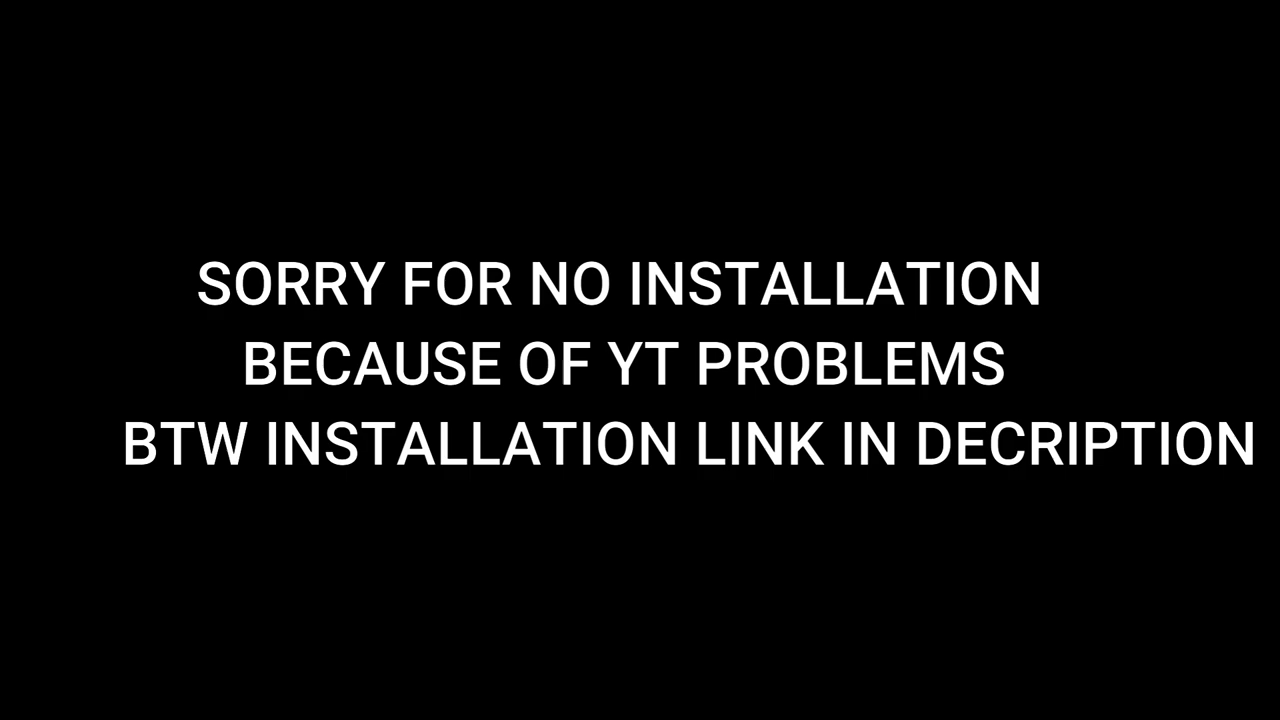 SORRY FOR NO INSTALLATION
BECAUSE OF YT PROBLEMS
BTW INSTALLATION LINK IN DECRIPTION